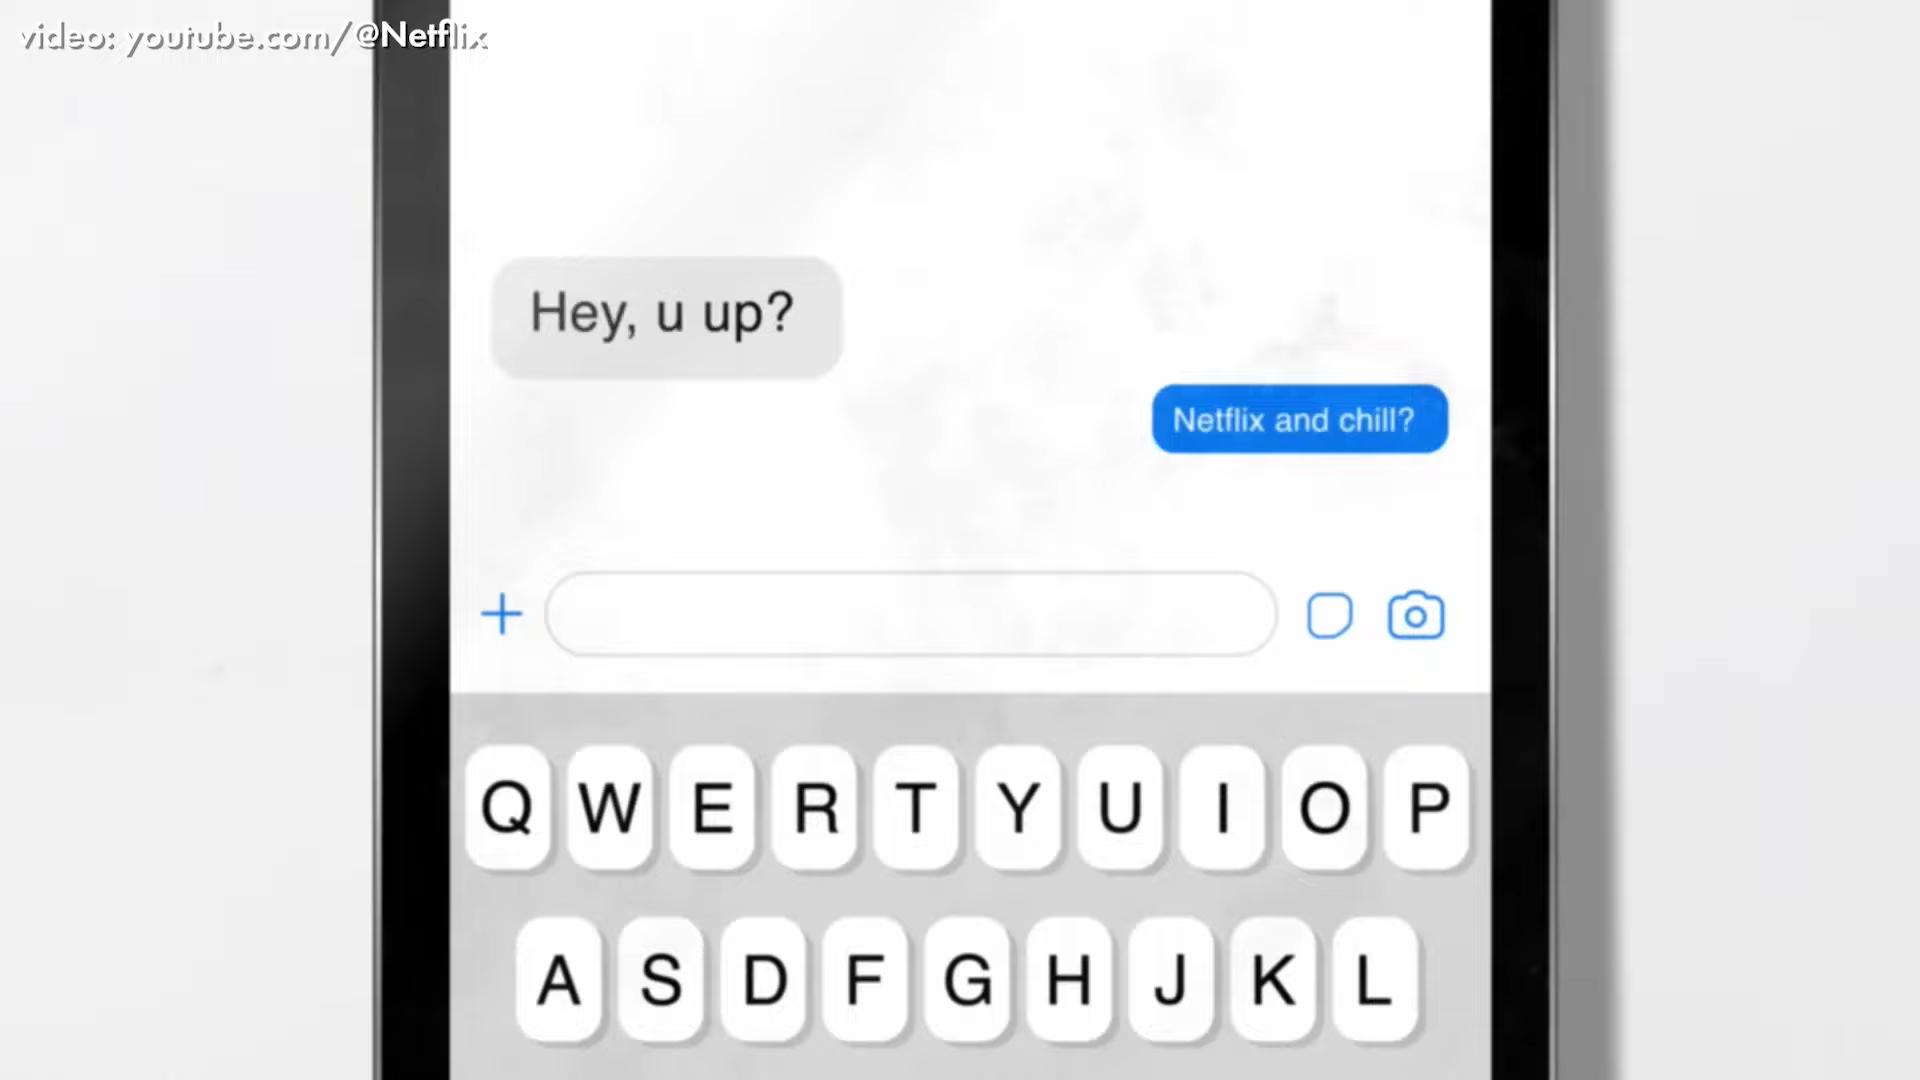 video: youtube.com/@Netflix
Hey, u up?
Netflix and chill?
Q W E R T Y U I O P
A S D F G H J K L